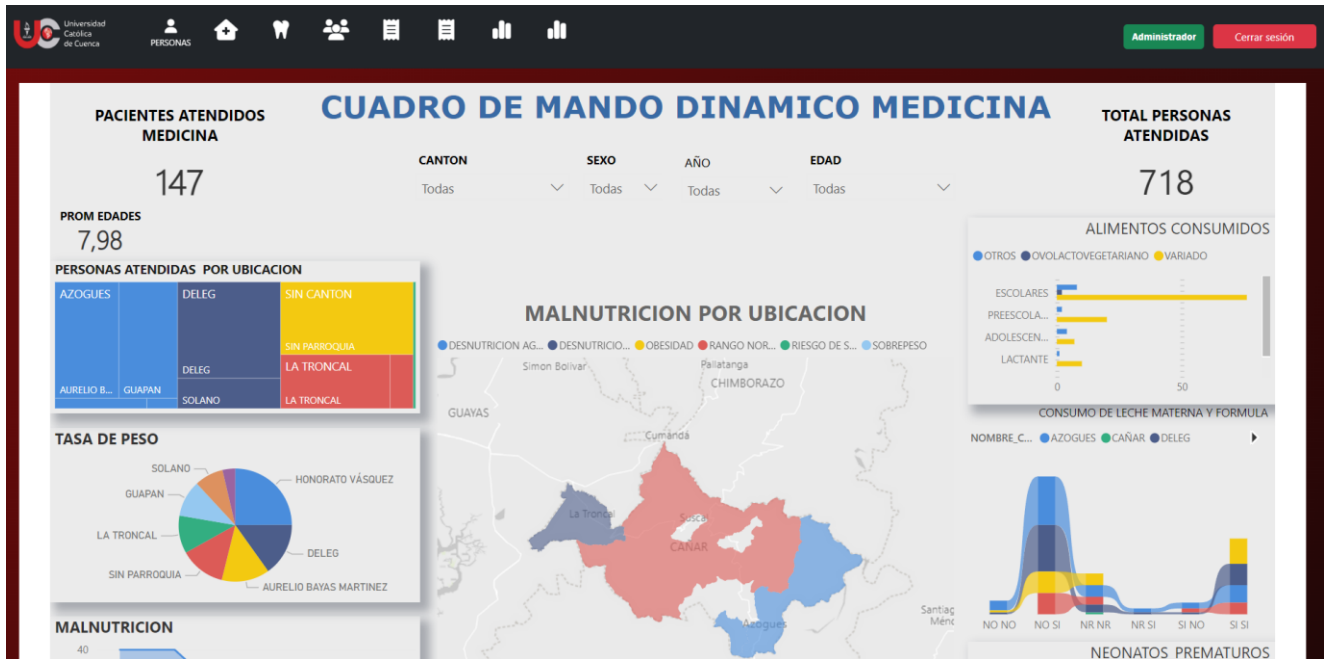 Universidad
Católica
de Cuenca
PERSONAS
Administrador
Cerrar sesión
PACIENTES ATENDIDOS
MEDICINA
147
CUADRO DE MANDO DINAMICO MEDICINA
TOTAL PERSONAS
ATENDIDAS
718
CANTON
Todas
SEXO
Todas
AÑO
Todas
EDAD
Todas
PROM EDADES
7,98
PERSONAS ATENDIDAS POR UBICACION
AZOGUES
DELEG
SIN CANTON
SIN PARROQUIA
DELEG
LA TRONCAL
AURELIO B...
GUAPAN
SOLANO
LA TRONCAL
TASA DE PESO
SOLANO
HONORATO VÁSQUEZ
GUAPAN
LA TRONCAL
DELEG
SIN PARROQUIA
AURELIO BAYAS MARTINEZ
MALNUTRICION
40
MALNUTRICION POR UBICACION
DESNUTRICION AG... DESNUTRICIO... OBESIDAD RANGO NOR... RIESGO DE S... SOBREPESO
Simon Bolívar
Pallatanga
CHIMBORAZO
GUAYAS
Cumandá
La Troncal
Suscal
CAÑAR
Azogues
Santiag
Ménd
ALIMENTOS CONSUMIDOS
OTROS OVOLACTOVEGETARIANO VARIADO
ESCOLARES
PREESCOLA...
ADOLESCEN...
LACTANTE
0 50
CONSUMO DE LECHE MATERNA Y FORMULA
NOMBRE_C... AZOGUES CAÑAR DELEG
NO NO NO SI NR NR NR SI SI NO SI SI
NEONATOS PREMATUROS